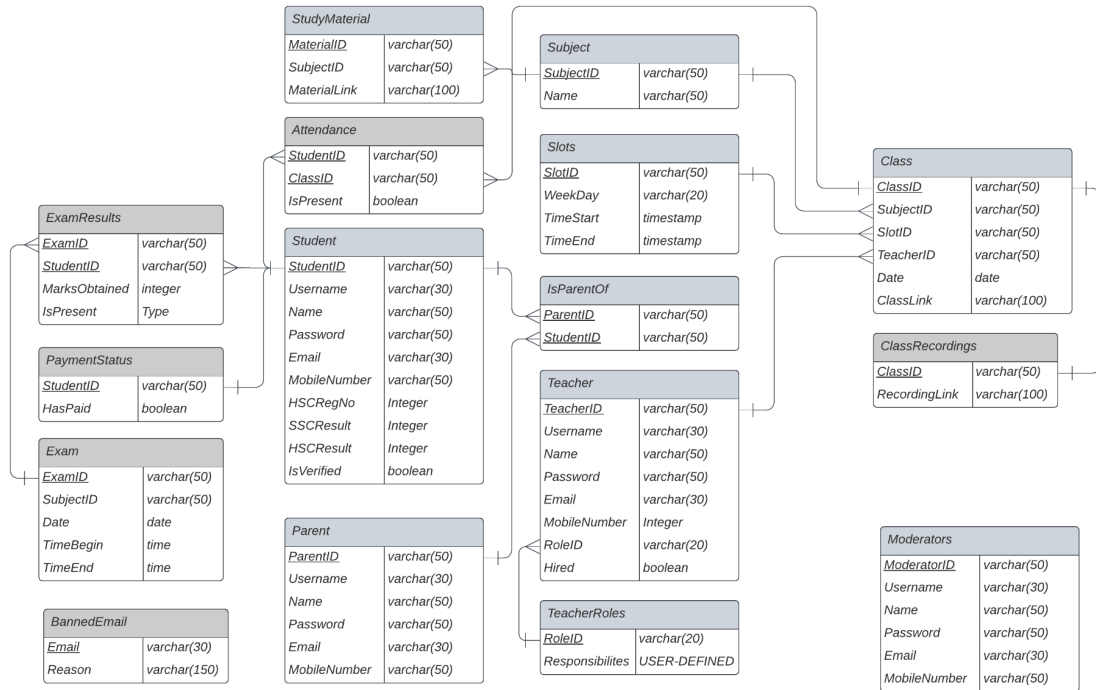 StudyMaterial
MaterialID varchar(50)
SubjectID varchar(50)
MaterialLink varchar(100)
Subject
SubjectID varchar(50)
Name varchar(50)
Attendance
StudentID varchar(50)
ClassID varchar(50)
IsPresent boolean
Slots
SlotID varchar(50)
WeekDay varchar(20)
TimeStart timestamp
TimeEnd timestamp
Class
ClassID varchar(50)
SubjectID varchar(50)
SlotID varchar(50)
TeacherID varchar(50)
Date date
ClassLink varchar(100)
ExamResults
ExamID varchar(50)
StudentID varchar(50)
MarksObtained integer
IsPresent Type
Student
StudentID varchar(50)
Username varchar(30)
Name varchar(50)
Password varchar(50)
Email varchar(30)
MobileNumber varchar(50)
HSCRegNo Integer
SSCResult Integer
HSCResult Integer
IsVerified boolean
IsParentOf
ParentID varchar(50)
StudentID varchar(50)
ClassRecordings
ClassID varchar(50)
RecordingLink varchar(100)
PaymentStatus
StudentID varchar(50)
HasPaid boolean
Teacher
TeacherID varchar(50)
Username varchar(30)
Name varchar(50)
Password varchar(50)
Email varchar(30)
MobileNumber Integer
RoleID varchar(20)
Hired boolean
Exam
ExamID varchar(50)
SubjectID varchar(50)
Date date
TimeBegin time
TimeEnd time
Parent
ParentID varchar(50)
Username varchar(30)
Name varchar(50)
Password varchar(50)
Email varchar(30)
MobileNumber varchar(50)
Moderators
ModeratorID varchar(50)
Username varchar(30)
Name varchar(50)
Password varchar(50)
Email varchar(30)
MobileNumber varchar(50)
BannedEmail
Email varchar(30)
Reason varchar(150)
TeacherRoles
RoleID varchar(20)
Responsibilites USER-DEFINED